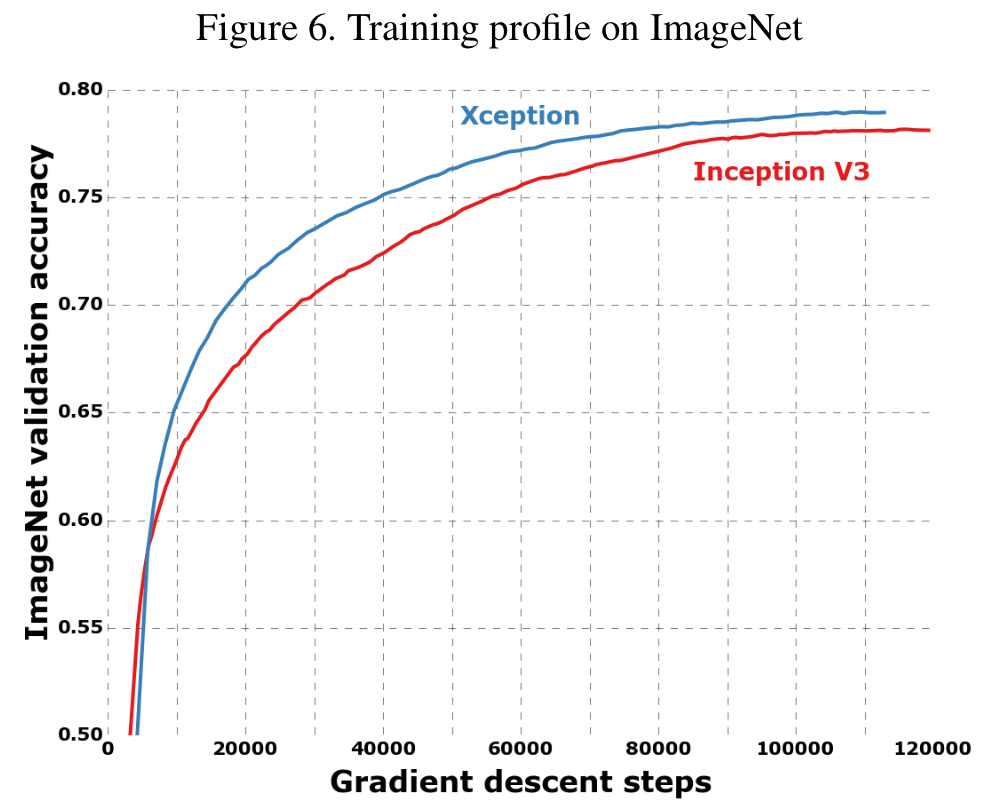 Figure 6. Training profile on ImageNet
0.80
Xception
Inception V3
0.75
0.70
0.65
0.60
0.55
0.50
ImageNet validation accuracy
0 20000 40000 60000 80000 100000 120000
Gradient descent steps